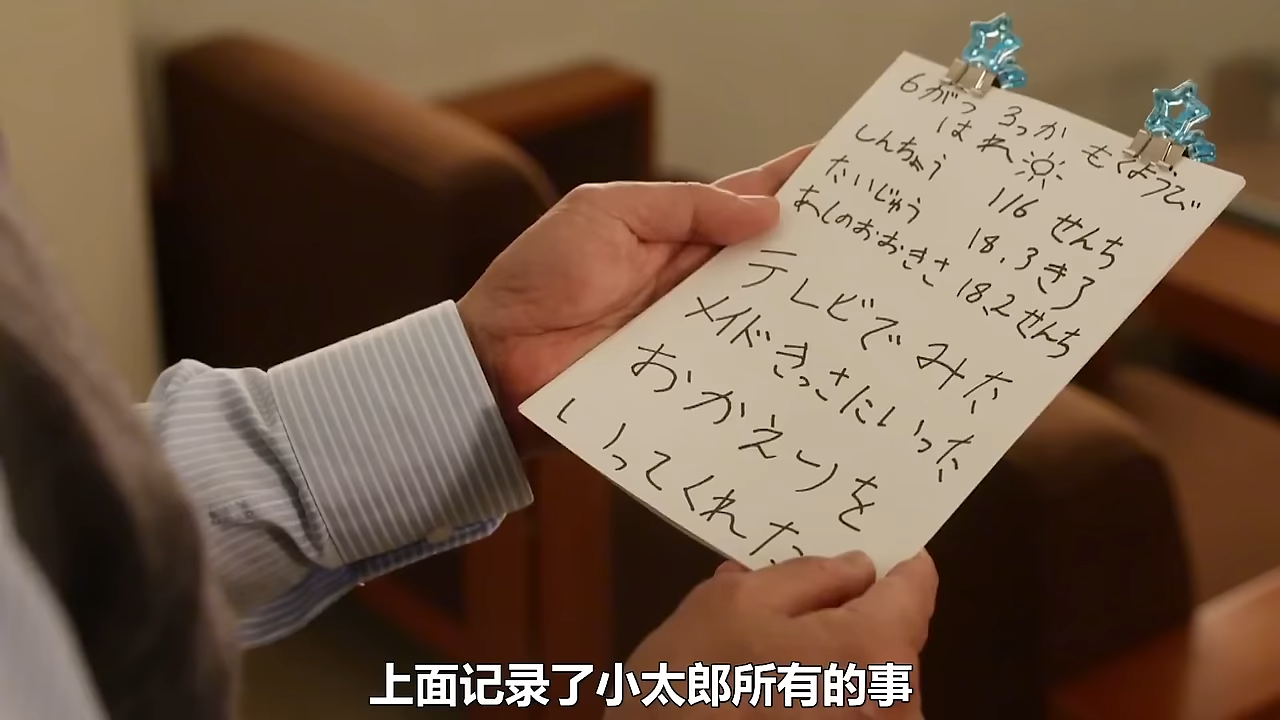 6がつ 3っか もくようび
はれ
しんちょう 116 せんち
たいじゅう 18.3 きろ
あしのおおきさ 18.2 せんち
テレビでみた
メイドきっさにいった
おかえりを
いってくれた
上面记录了小太郎所有的事